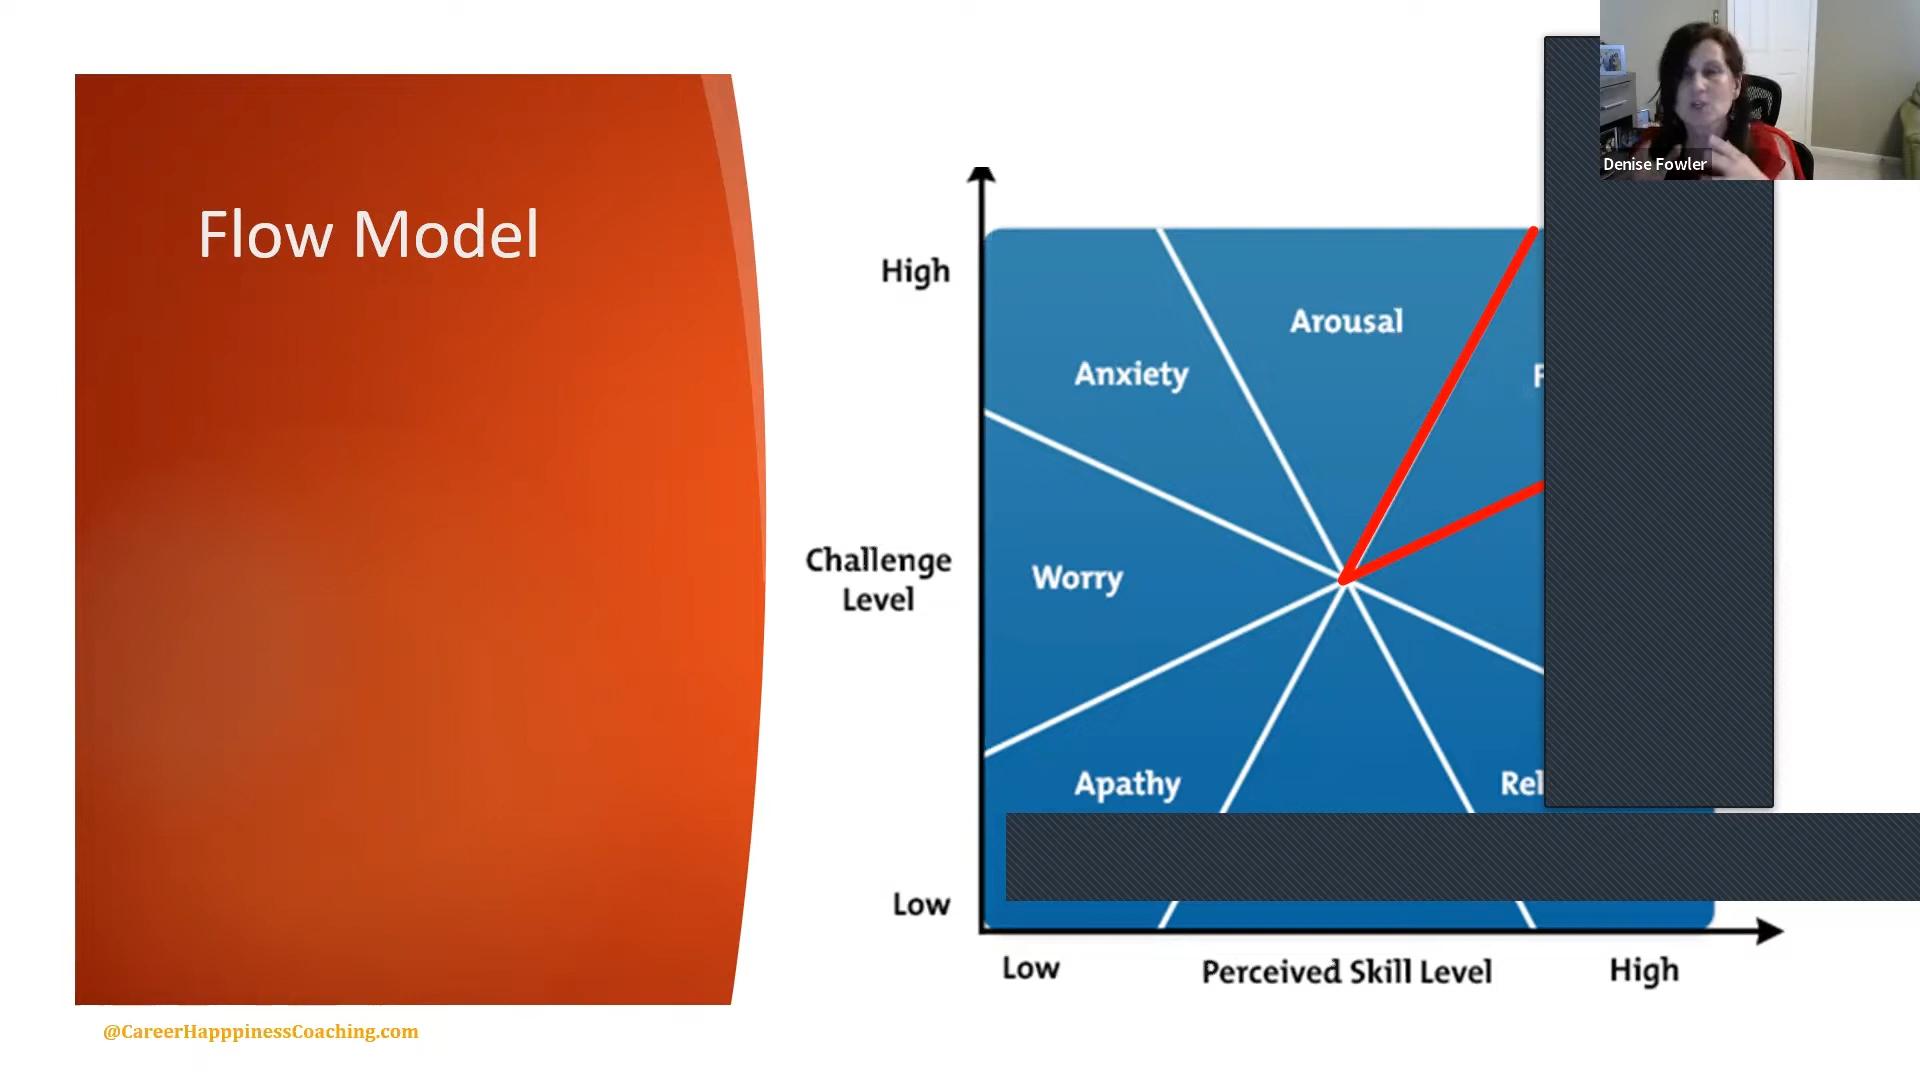 Flow Model
Denise Fowler
High
Arousal
Anxiety
F
Challenge
Level
Worry
Apathy
Rel
Low
Low
Perceived Skill Level
High
@CareerHapppinessCoaching.com